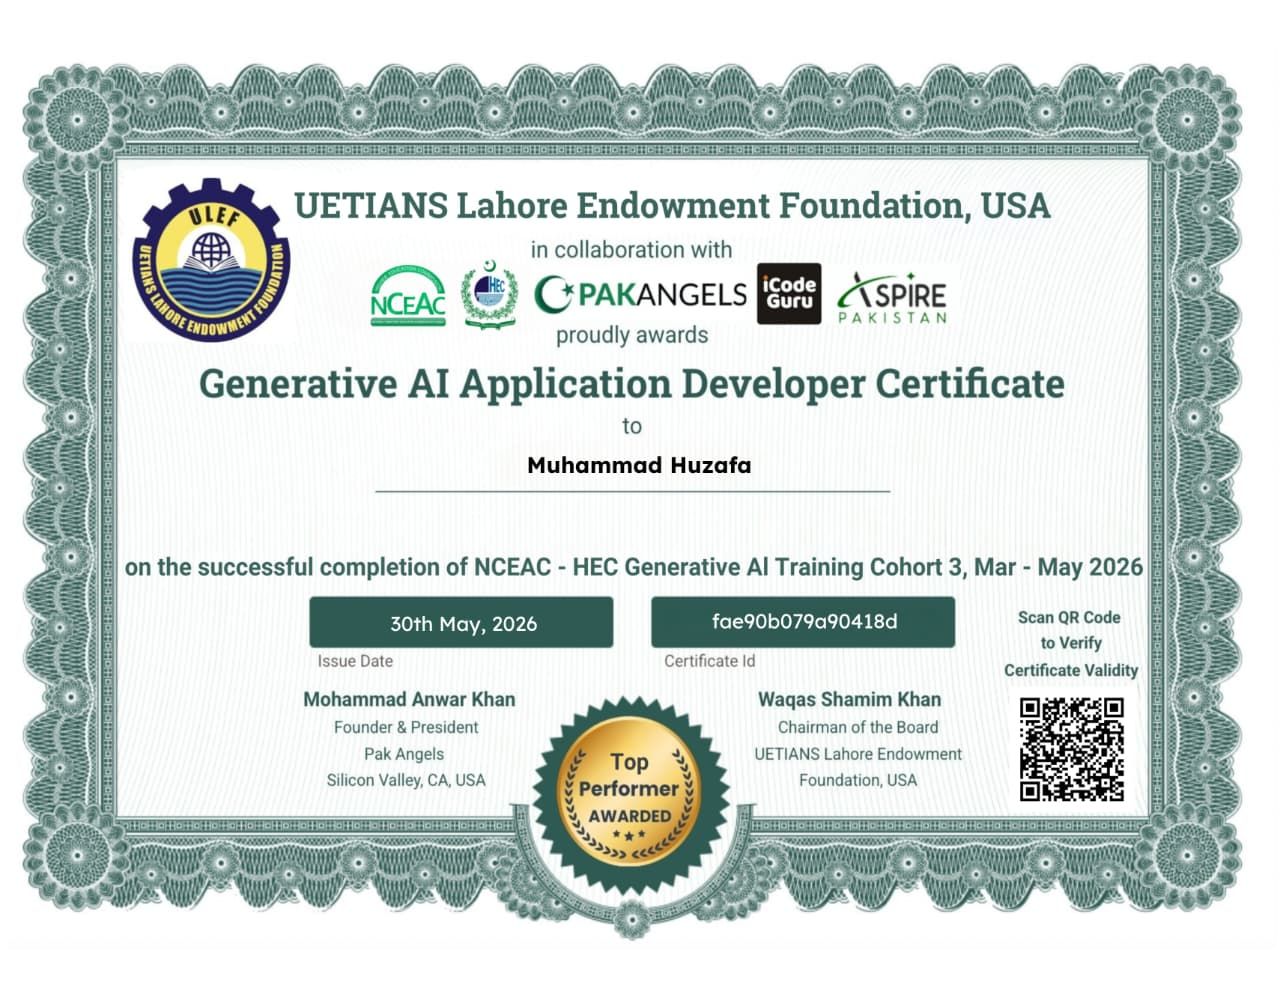 ULEF
UETIANS LAHORE ENDOWMENT FOUNDATION
UETIANS Lahore Endowment Foundation, USA
in collaboration with
NCEAC
HEC
PAKANGELS
iCode
Guru
ASPIRE
PAKISTAN
proudly awards
Generative AI Application Developer Certificate
to
Muhammad Huzafa
on the successful completion of NCEAC - HEC Generative Al Training Cohort 3, Mar - May 2026
30th May, 2026
Issue Date
fae90b079a90418d
Certificate Id
Scan QR Code
to Verify
Certificate Validity
Mohammad Anwar Khan
Founder & President
Pak Angels
Silicon Valley, CA, USA
Top
Performer
AWARDED
Waqas Shamim Khan
Chairman of the Board
UETIANS Lahore Endowment
Foundation, USA